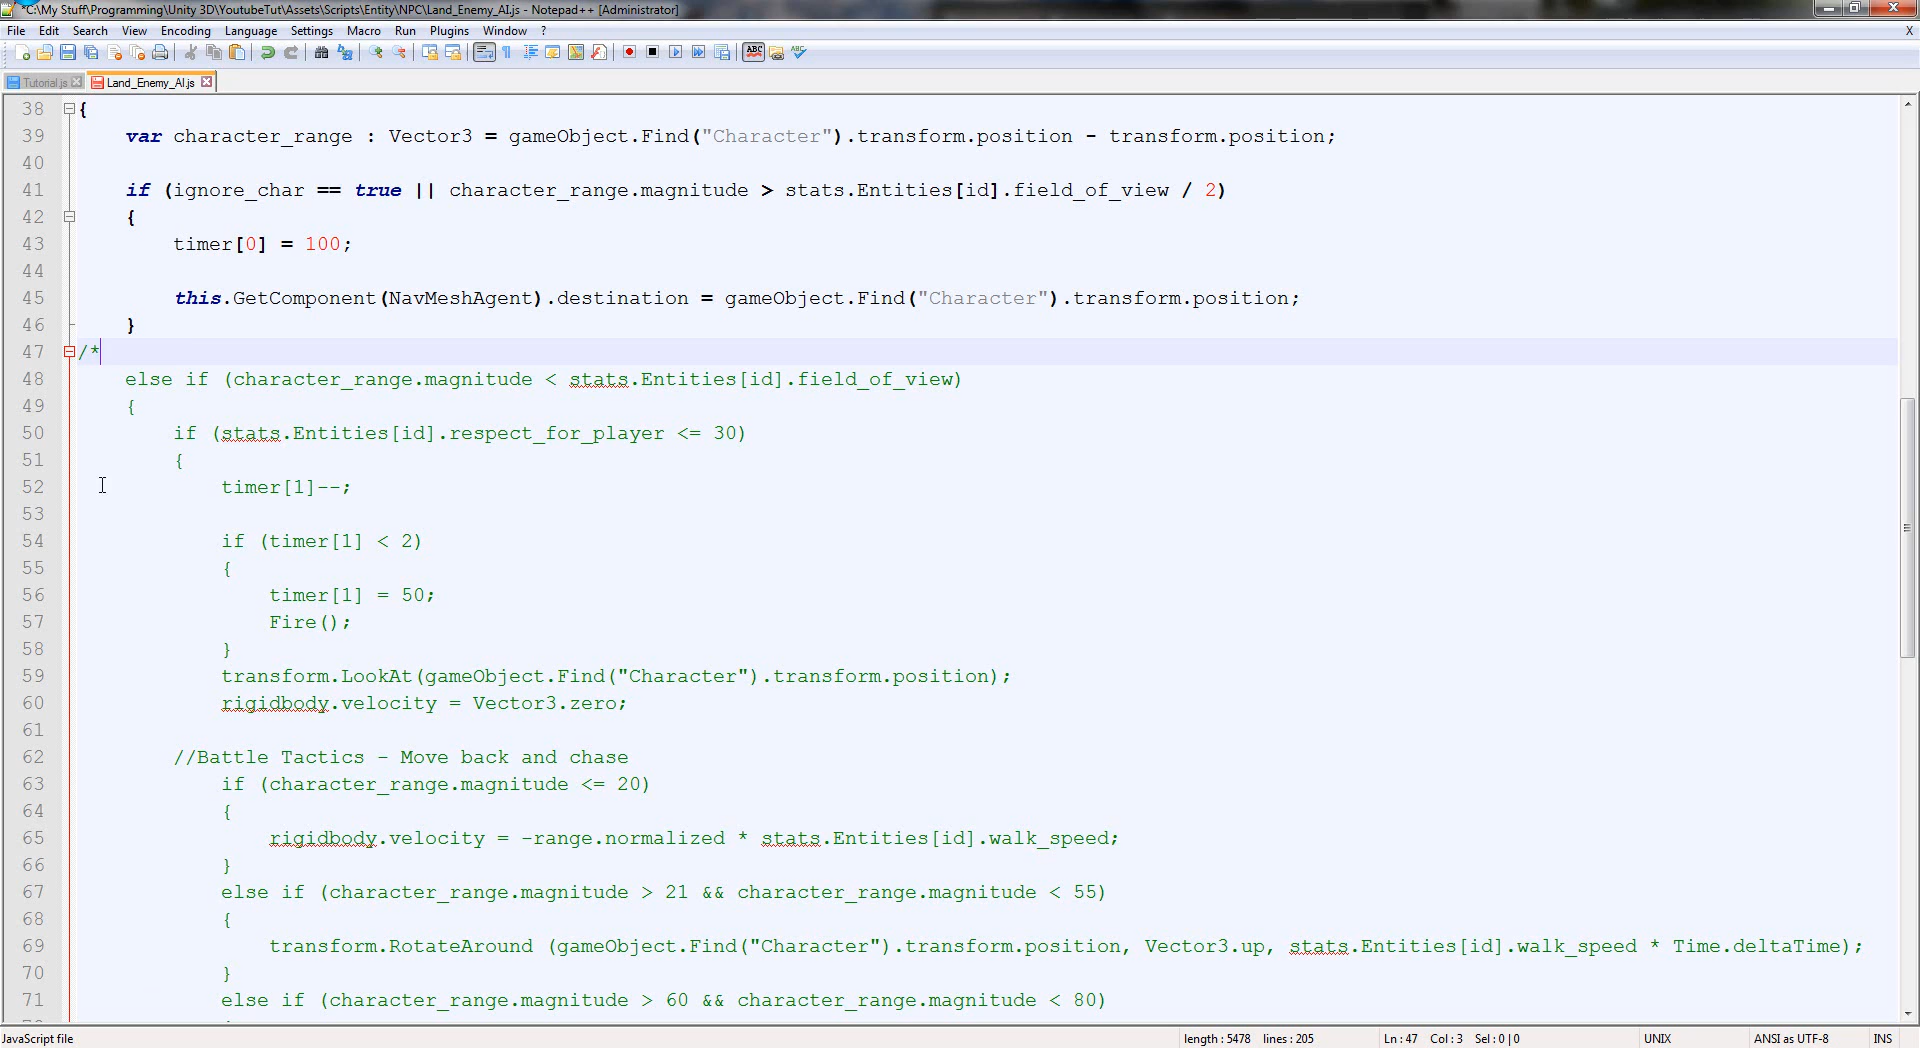 *C:\My Stuff\Programming\Unity 3D\YoutubeTut\Assets\Scripts\Entity\NPC\Land_Enemy_AI.js - Notepad++ [Administrator]
File Edit Search View Encoding Language Settings Macro Run Plugins Window ? X
ABC ABC
Tutorial.js Land_Enemy_AI.js
38 {
39 var character_range : Vector3 = gameObject.Find("Character").transform.position - transform.position;
40
41 if (ignore_char == true || character_range.magnitude > stats.Entities[id].field_of_view / 2)
42 {
43 timer[0] = 100;
44
45 this.GetComponent(NavMeshAgent).destination = gameObject.Find("Character").transform.position;
46 }
47 /*
48 else if (character_range.magnitude < stats.Entities[id].field_of_view)
49 {
50 if (stats.Entities[id].respect_for_player <= 30)
51 {
52 timer[1]--;
53
54 if (timer[1] < 2)
55 {
56 timer[1] = 50;
57 Fire();
58 }
59 transform.LookAt(gameObject.Find("Character").transform.position);
60 rigidbody.velocity = Vector3.zero;
61
62 //Battle Tactics - Move back and chase
63 if (character_range.magnitude <= 20)
64 {
65 rigidbody.velocity = -range.normalized * stats.Entities[id].walk_speed;
66 }
67 else if (character_range.magnitude > 21 && character_range.magnitude < 55)
68 {
69 transform.RotateAround (gameObject.Find("Character").transform.position, Vector3.up, stats.Entities[id].walk_speed * Time.deltaTime);
70 }
71 else if (character_range.magnitude > 60 && character_range.magnitude < 80)
JavaScript file length : 5478 lines : 205 Ln : 47 Col : 3 Sel : 0 | 0 UNIX ANSI as UTF-8 INS